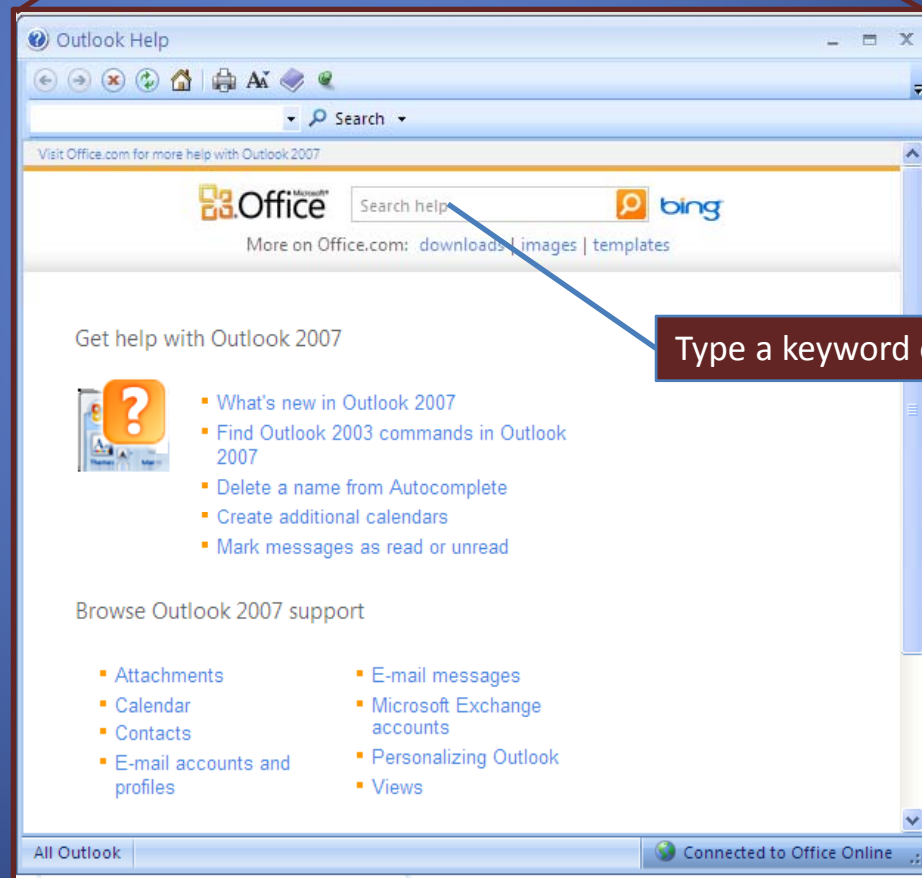 Outlook Help
Search
Visit Office.com for more help with Outlook 2007
Microsoft®
Office
Search help
bing
More on Office.com: downloads | images | templates
Type a keyword
Get help with Outlook 2007
What's new in Outlook 2007
Find Outlook 2003 commands in Outlook
2007
Delete a name from Autocomplete
Create additional calendars
Mark messages as read or unread
Browse Outlook 2007 support
Attachments
Calendar
Contacts
E-mail accounts and
profiles
E-mail messages
Microsoft Exchange
accounts
Personalizing Outlook
Views
All Outlook
Connected to Office Online